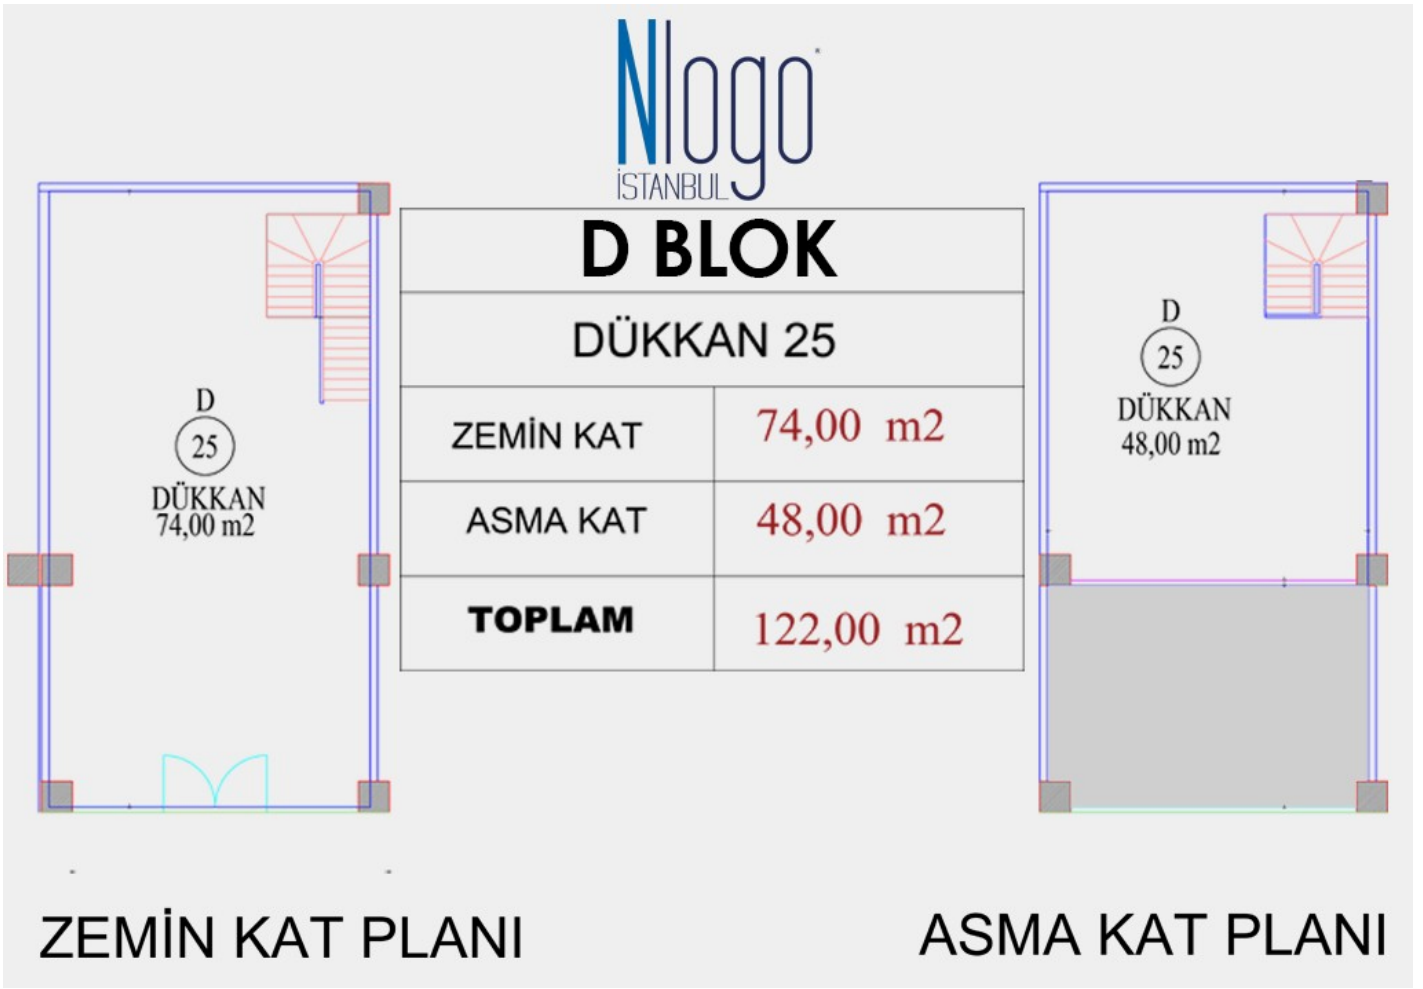 Nlogo
İSTANBUL
D BLOK
DÜKKAN 25
ZEMİN KAT 74,00 m2
ASMA KAT 48,00 m2
TOPLAM 122,00 m2
D
25
DÜKKAN
74,00 m2
D
25
DÜKKAN
48,00 m2
ZEMİN KAT PLANI
ASMA KAT PLANI